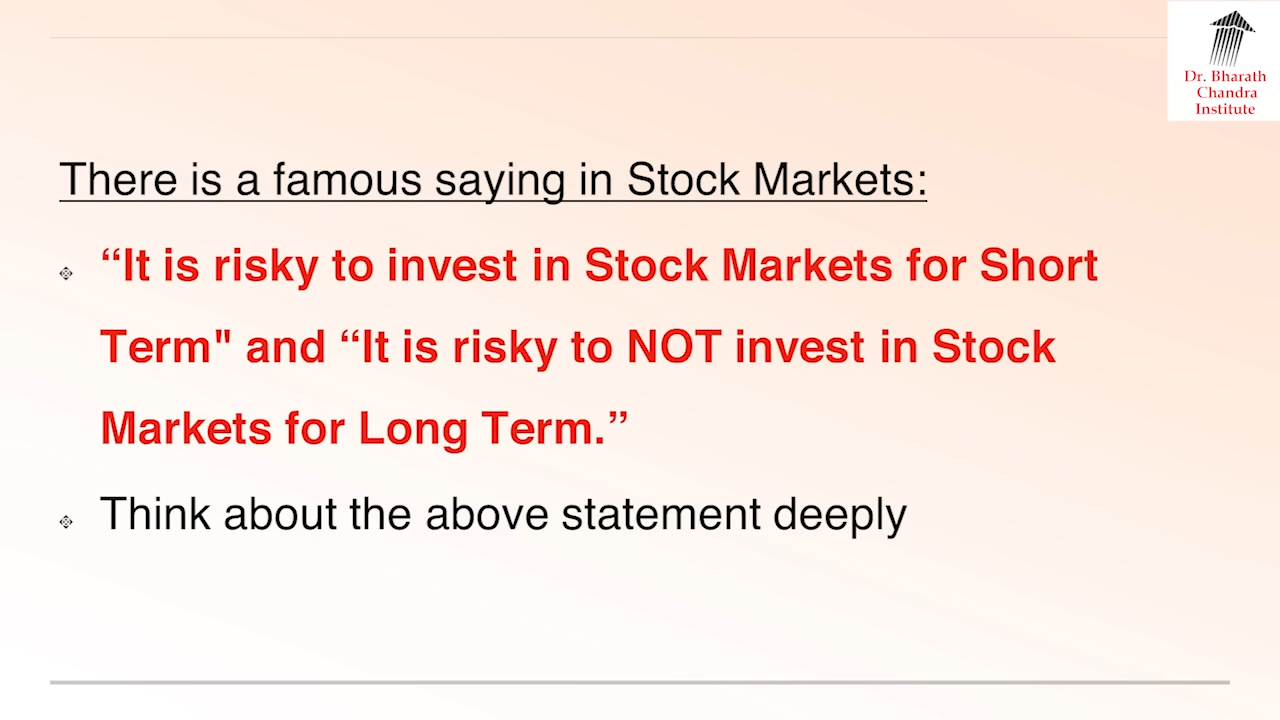 Dr. Bharath
Chandra
Institute
There is a famous saying in Stock Markets:
“It is risky to invest in Stock Markets for Short
Term" and “It is risky to NOT invest in Stock
Markets for Long Term.”
Think about the above statement deeply